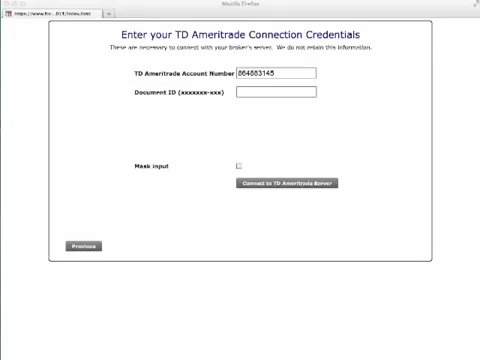 Mozilla Firefox
Enter your TD Ameritrade Connection Credentials
These are necessary to connect with your broker's server. We do not retain this information.
TD Ameritrade Account Number 864883145
Document ID (xxxxxxx-xxx)
Mask input
Connect to TD Ameritrade Server
Previous